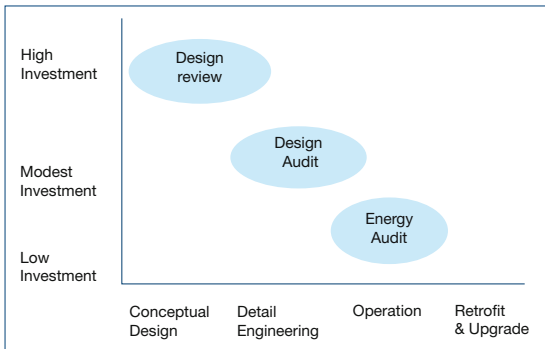 High
Investment
Design
review
Design
Audit
Modest
Investment
Energy
Audit
Low
Investment
Conceptual
Design
Detail
Engineering
Operation
Retrofit
& Upgrade